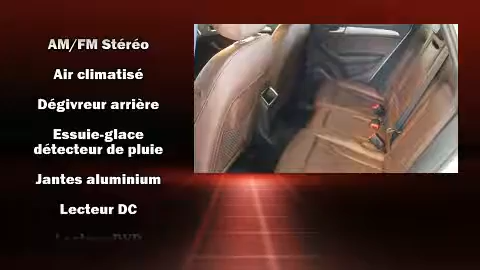 AM/FM Stéréo
Air climatisé
Dégivreur arrière
Essuie-glace
détecteur de pluie
Jantes aluminium
Lecteur DC